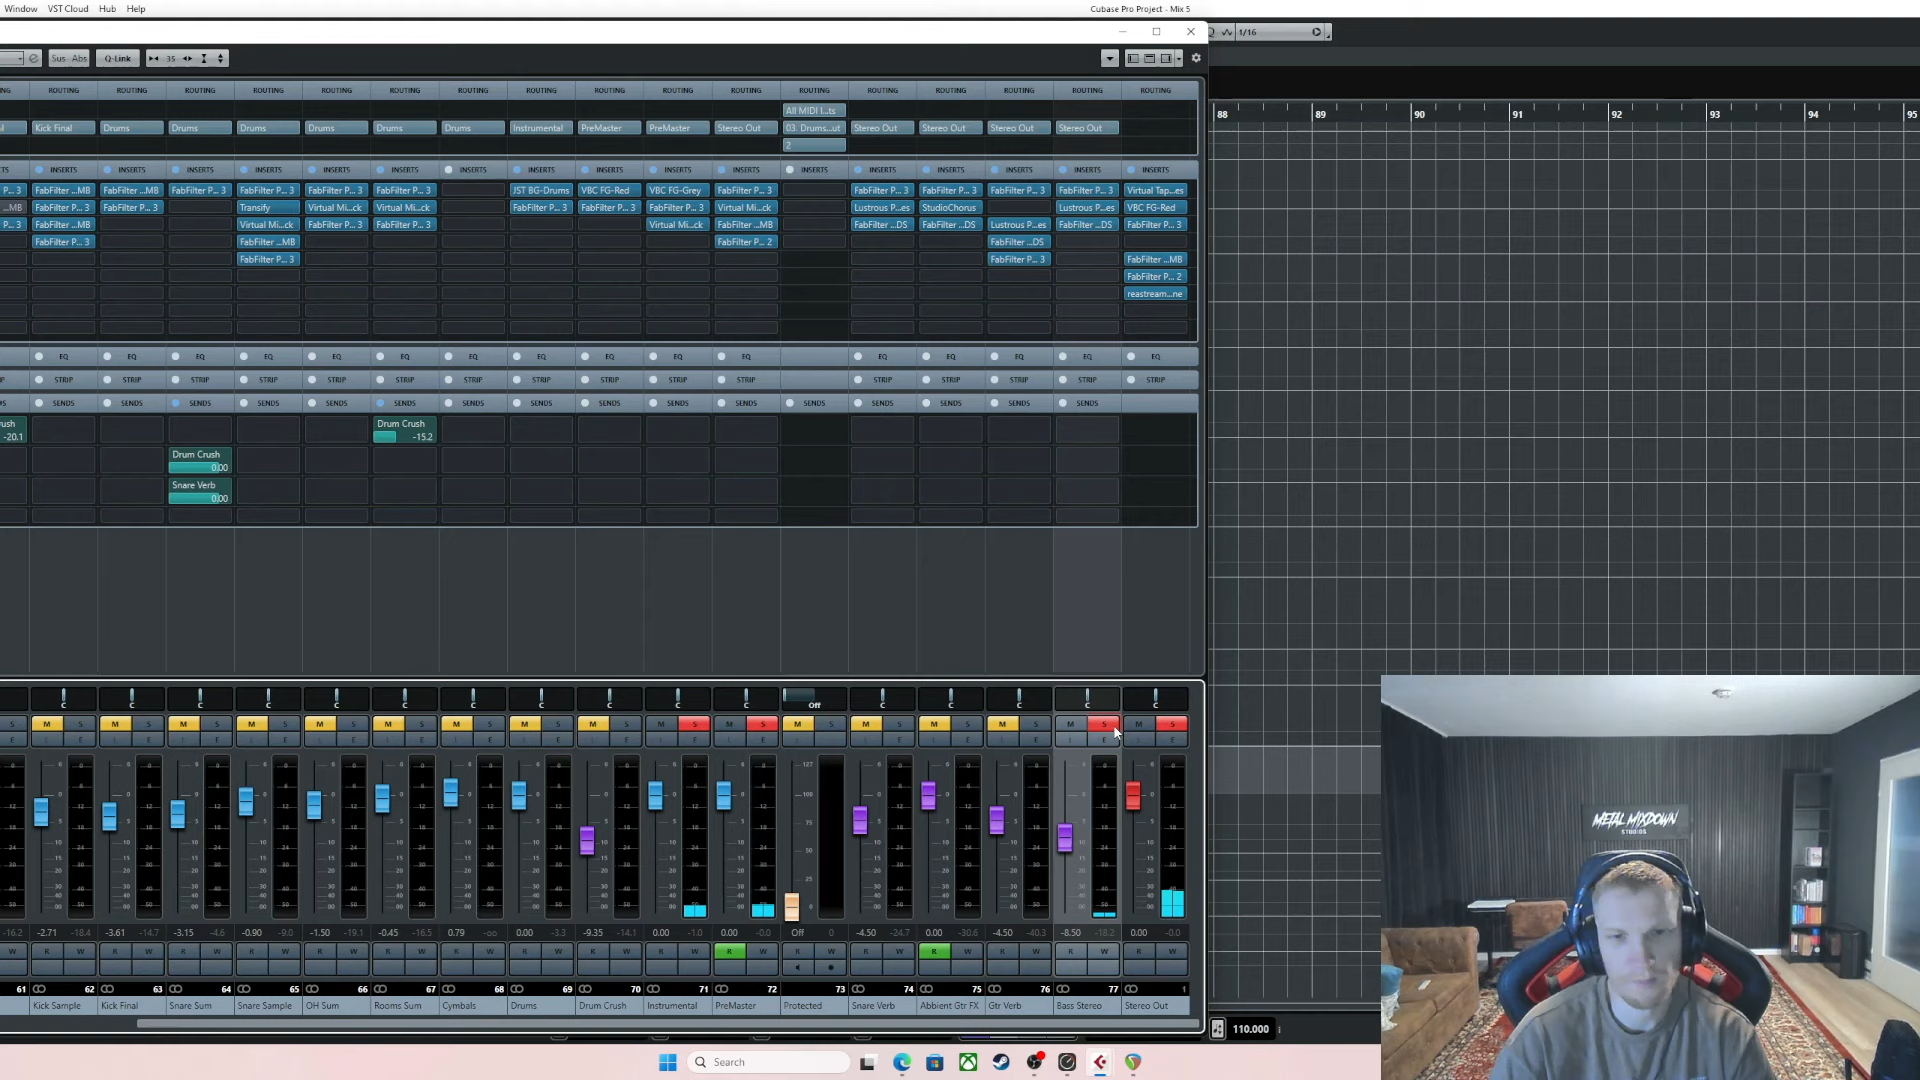 Window VST Cloud Hub Help Cubase Pro Project - Mix 5
1/16
Sus Abs Q-Link 35
ROUTING ROUTING ROUTING ROUTING ROUTING ROUTING ROUTING ROUTING ROUTING ROUTING ROUTING ROUTING ROUTING ROUTING ROUTING ROUTING ROUTING
All MIDI I...ts
Kick Final Drums Drums Drums Drums Drums Drums Instrumental PreMaster PreMaster Stereo Out 03. Drums...ut Stereo Out Stereo Out Stereo Out Stereo Out
2
88 89 90 91 92 93 94 95
INSERTS INSERTS INSERTS INSERTS INSERTS INSERTS INSERTS INSERTS INSERTS INSERTS INSERTS INSERTS INSERTS INSERTS INSERTS INSERTS INSERTS
P... 3 FabFilter ...MB FabFilter ...MB FabFilter P... 3 FabFilter P... 3 FabFilter P... 3 FabFilter P... 3 JST BG-Drums VBC FG-Red VBC FG-Grey FabFilter P... 3 FabFilter P... 3 FabFilter P... 3 FabFilter P... 3 FabFilter P... 3 Virtual Tap...es
...MB FabFilter P... 3 FabFilter P... 3 Transify Virtual Mi...ck Virtual Mi...ck FabFilter P... 3 FabFilter P... 3 FabFilter P... 3 Virtual Mi...ck Lustrous P...es StudioChorus Lustrous P...es VBC FG-Red
P... 3 FabFilter ...MB Virtual Mi...ck FabFilter P... 3 FabFilter P... 3 Virtual Mi...ck FabFilter ...MB FabFilter ...DS FabFilter ...DS Lustrous P...es FabFilter ...DS FabFilter P... 3
FabFilter P... 3 FabFilter ...MB FabFilter P... 2 FabFilter ...DS
FabFilter P... 3 FabFilter P... 3 FabFilter ...MB
FabFilter P... 2
reastream...ne
EQ EQ EQ EQ EQ EQ EQ EQ EQ EQ EQ EQ EQ EQ EQ EQ
STRIP STRIP STRIP STRIP STRIP STRIP STRIP STRIP STRIP STRIP STRIP STRIP STRIP STRIP STRIP STRIP
SENDS SENDS SENDS SENDS SENDS SENDS SENDS SENDS SENDS SENDS SENDS SENDS SENDS SENDS SENDS SENDS
Drum Crush
-20.1 -15.2
Drum Crush
0.00
Snare Verb
0.00
C C C C C C C C C C C Off C C C C C
M S M S M S M S M S M S M S M S M S M S M S M M S M S M S M S M S
-16.2 -2.71 -18.4 -3.61 -14.7 -3.15 -4.6 -0.90 -9.0 -1.50 -19.1 -0.45 -16.5 0.79 -∞ 0.00 -3.3 -9.35 -14.1 0.00 -1.0 0.00 -0.0 Off 0 -4.50 -24.7 0.00 -30.6 -4.50 -40.3 -8.50 -18.2 0.00 -0.0
W R W R W R W R W R W R W R W R W R W R W R W R W R W R W R W R W R W
61 62 63 64 65 66 67 68 69 70 71 72 73 74 75 76 77 1
Kick Sample Kick Final Snare Sum Snare Sample OH Sum Rooms Sum Cymbals Drums Drum Crush Instrumental PreMaster Protected Snare Verb Abbient Gtr FX Gtr Verb Bass Stereo Stereo Out
110.000
METAL MIXDOWN
STUDIOS
Search